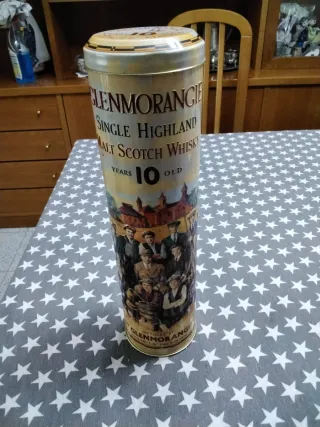 GLENMORANGIE
SINGLE HIGHLAND
MALT SCOTCH WHISKY
YEARS 10 OLD
GLENMORANGIE